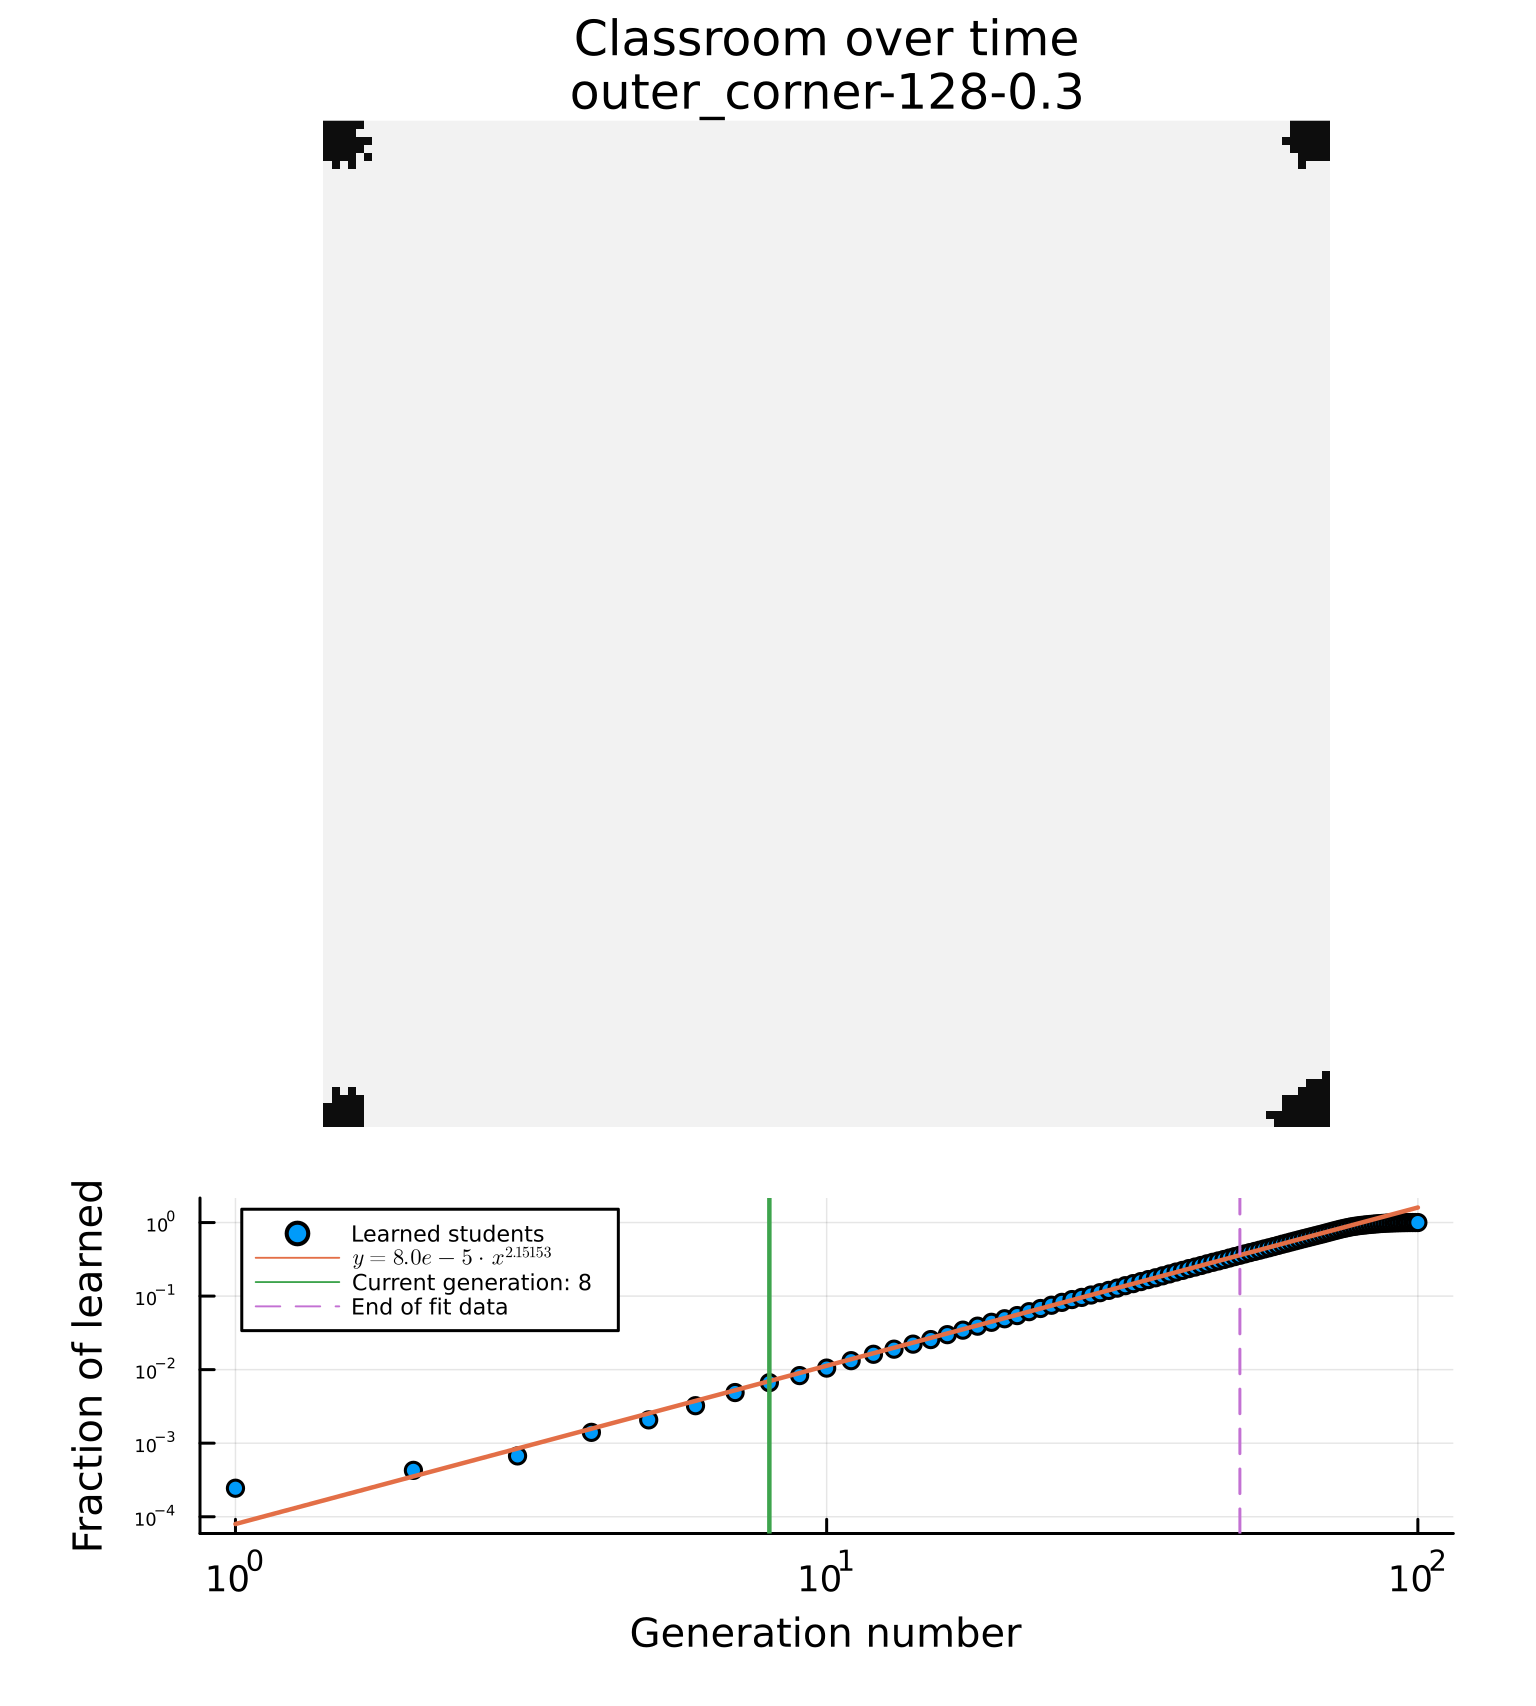 Classroom over time
outer_corner-128-0.3
Fraction of learned
10^0
10^-1
10^-2
10^-3
10^-4
Learned students
y = 8.0e − 5 · x^2.15153
Current generation: 8
End of fit data
10^0 10^1 10^2
Generation number